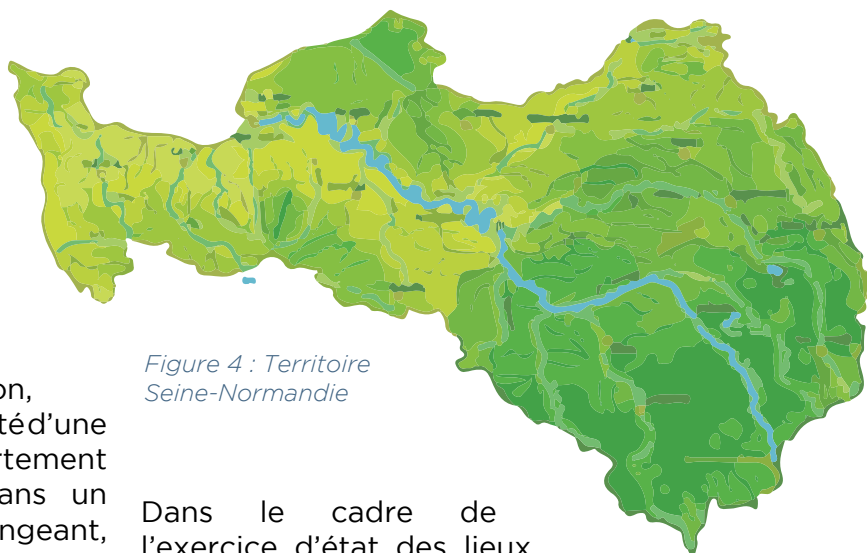 Figure 4 : Territoire
Seine-Normandie
on,
téd'une
rtement
ans un
ngeant,
Dans le cadre de
l'exercice d'état des lieux